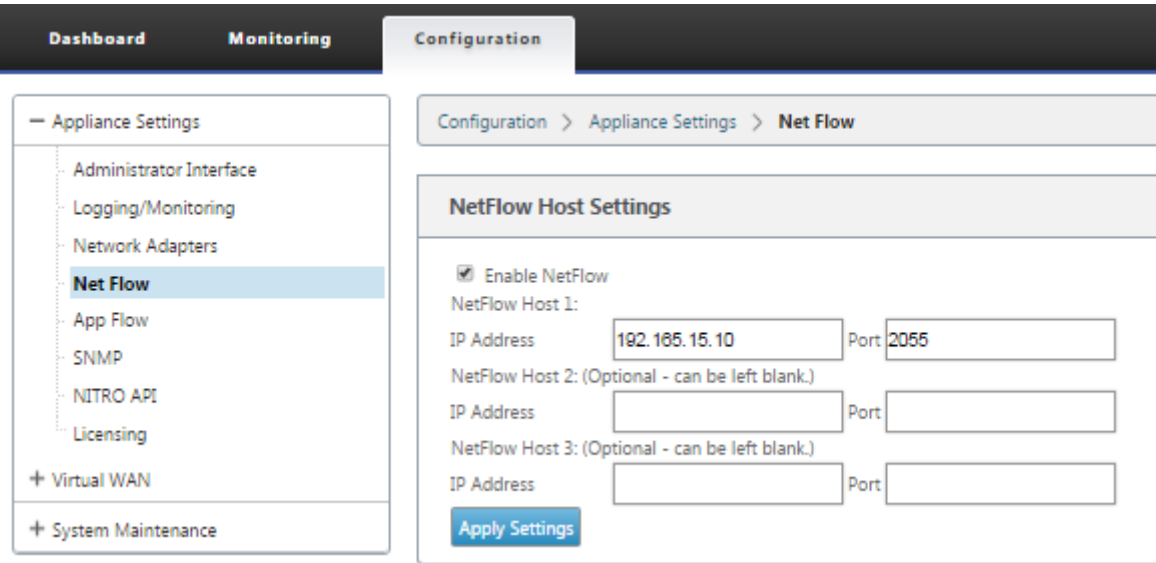 Dashboard Monitoring Configuration
Appliance Settings
Administrator Interface
Logging/Monitoring
Network Adapters
Net Flow
App Flow
SNMP
NITRO API
Licensing
Virtual WAN
System Maintenance
Configuration > Appliance Settings > Net Flow
NetFlow Host Settings
Enable NetFlow
NetFlow Host 1:
IP Address 192.165.15.10 Port 2055
NetFlow Host 2: (Optional - can be left blank.)
IP Address Port
NetFlow Host 3: (Optional - can be left blank.)
IP Address Port
Apply Settings